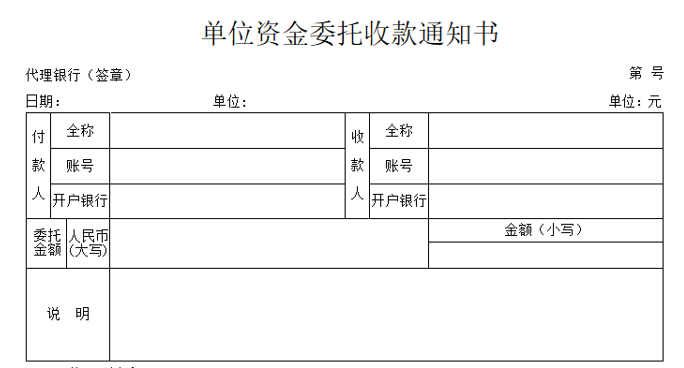 单位资金委托收款通知书
代理银行（签章）
第 号
日期：
单位：
单位：元
付款人
全称
收款人
全称
账号
账号
开户银行
开户银行
委托金额
人民币(大写)
金额（小写）
说 明